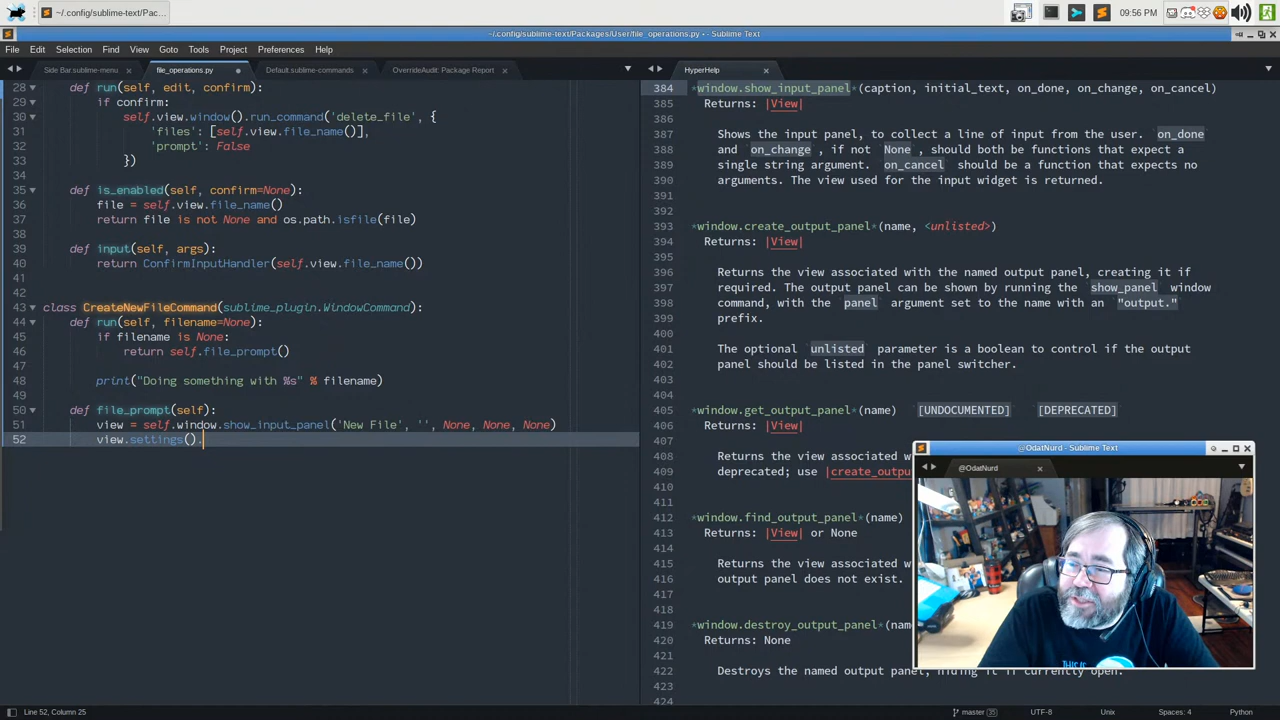 ~/.config/sublime-text/Pac...
09:56 PM
~/.config/sublime-text/Packages/User/file_operations.py • - Sublime Text
File Edit Selection Find View Goto Tools Project Preferences Help
Side Bar.sublime-menu
file_operations.py
Default.sublime-commands
OverrideAudit: Package Report
HyperHelp
28 def run(self, edit, confirm):
29 if confirm:
30 self.view.window().run_command('delete_file', {
31 'files': [self.view.file_name()],
32 'prompt': False
33 })
34
35 def is_enabled(self, confirm=None):
36 file = self.view.file_name()
37 return file is not None and os.path.isfile(file)
38
39 def input(self, args):
40 return ConfirmInputHandler(self.view.file_name())
41
42
43 class CreateNewFileCommand(sublime_plugin.WindowCommand):
44 def run(self, filename=None):
45 if filename is None:
46 return self.file_prompt()
47
48 print("Doing something with %s" % filename)
49
50 def file_prompt(self):
51 view = self.window.show_input_panel('New File', '', None, None, None)
52 view.settings().
384 *window.show_input_panel*(caption, initial_text, on_done, on_change, on_cancel)
385 Returns: |View|
386
387 Shows the input panel, to collect a line of input from the user. on_done
388 and on_change , if not None , should both be functions that expect a
389 single string argument. on_cancel should be a function that expects no
390 arguments. The view used for the input widget is returned.
391
392
393 *window.create_output_panel*(name, <unlisted>)
394 Returns: |View|
395
396 Returns the view associated with the named output panel, creating it if
397 required. The output panel can be shown by running the show_panel window
398 command, with the panel argument set to the name with an "output."
399 prefix.
400
401 The optional unlisted parameter is a boolean to control if the output
402 panel should be listed in the panel switcher.
403
404
405 *window.get_output_panel*(name) [UNDOCUMENTED] [DEPRECATED]
406 Returns: |View|
407
408 Returns the view associated
409 deprecated; use |create_outpu
410
411
412 *window.find_output_panel*(name)
413 Returns: |View| or None
414
415 Returns the view associated w
416 output panel does not exist.
417
418
419 *window.destroy_output_panel*(nam
420 Returns: None
421
422 Destroys the named output panel, hiding it if currently open.
423
424
@OdatNurd - Sublime Text
@OdatNurd
THIS IS
Line 52, Column 25
master 35
UTF-8
Unix
Spaces: 4
Python